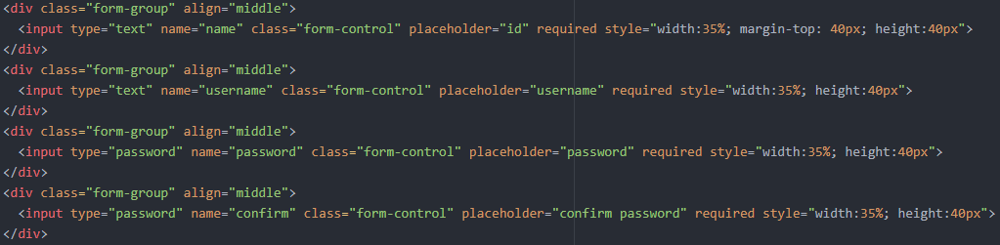 <div class="form-group" align="middle">
  <input type="text" name="name" class="form-control" placeholder="id" required style="width:35%; margin-top: 40px; height:40px">
</div>
<div class="form-group" align="middle">
  <input type="text" name="username" class="form-control" placeholder="username" required style="width:35%; height:40px">
</div>
<div class="form-group" align="middle">
  <input type="password" name="password" class="form-control" placeholder="password" required style="width:35%; height:40px">
</div>
<div class="form-group" align="middle">
  <input type="password" name="confirm" class="form-control" placeholder="confirm password" required style="width:35%; height:40px">
</div>